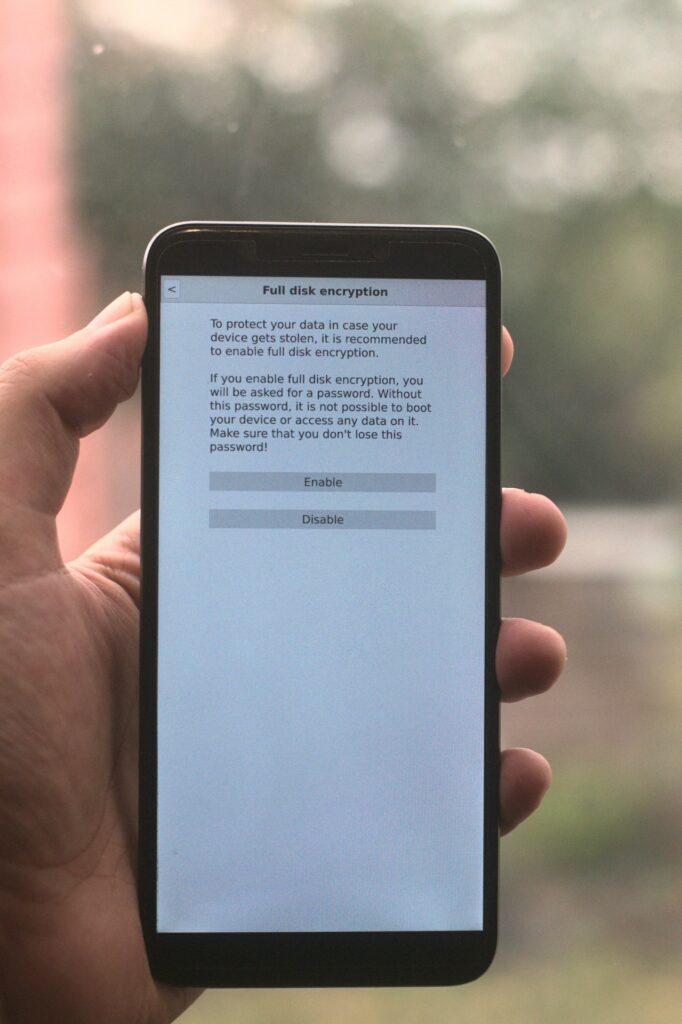 < Full disk encryption
To protect your data in case your
device gets stolen, it is recommended
to enable full disk encryption.
If you enable full disk encryption, you
will be asked for a password. Without
this password, it is not possible to boot
your device or access any data on it.
Make sure that you don't lose this
password!
Enable
Disable